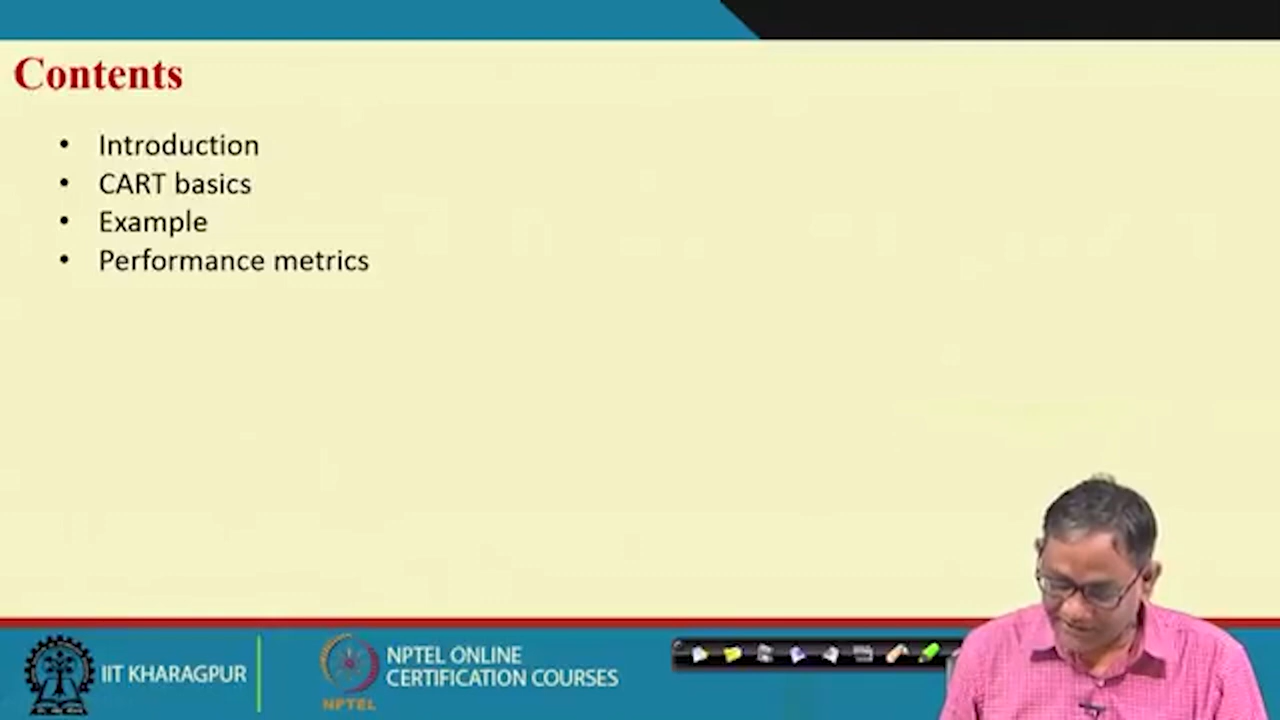 Contents
• Introduction
• CART basics
• Example
• Performance metrics
IIT KHARAGPUR
NPTEL
NPTEL ONLINE
CERTIFICATION COURSES